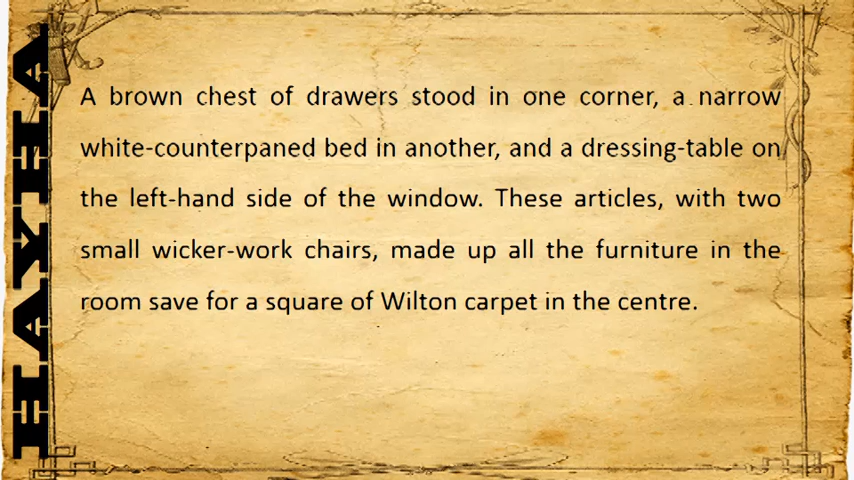 HAYHA
A brown chest of drawers stood in one corner, a narrow
white-counterpaned bed in another, and a dressing-table on
the left-hand side of the window. These articles, with two
small wicker-work chairs, made up all the furniture in the
room save for a square of Wilton carpet in the centre.